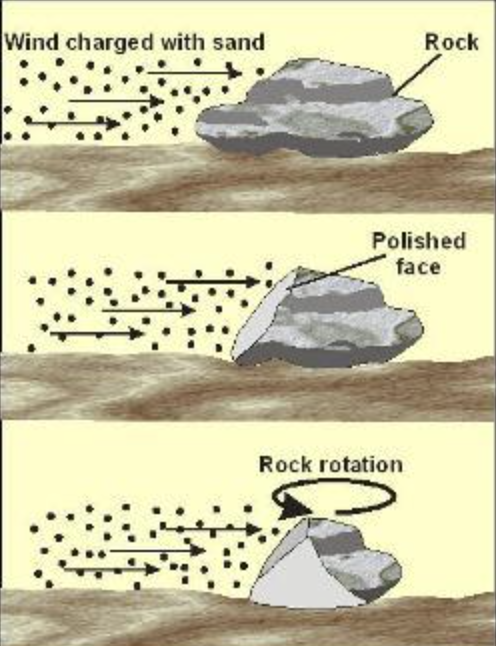 Wind charged with sand
Rock
Polished
face
Rock rotation